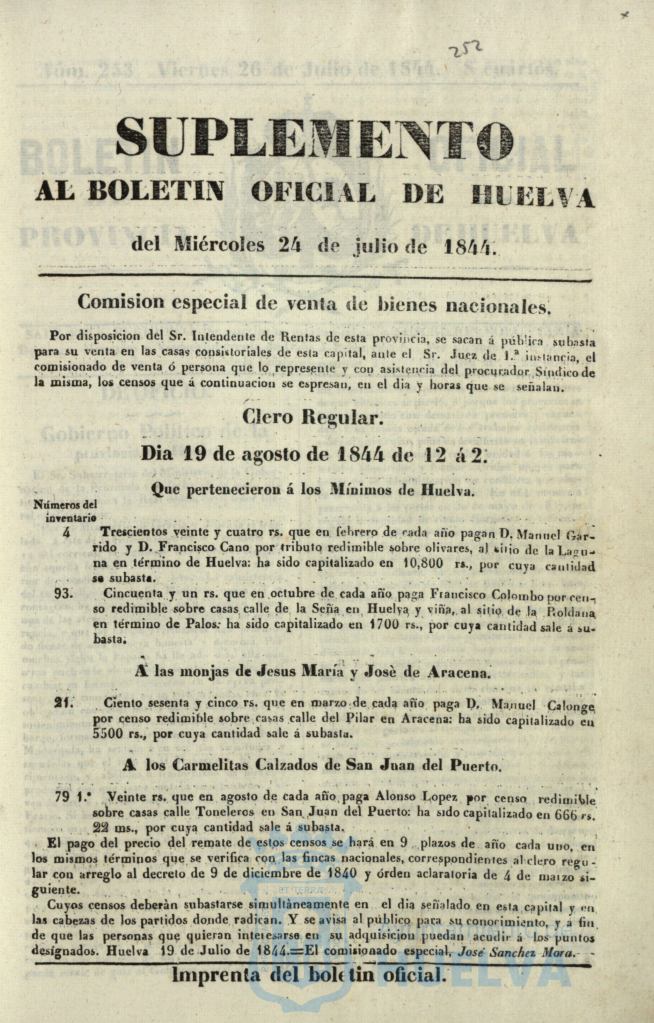 252
SUPLEMENTO
AL BOLETIN OFICIAL DE HUELVA
del Miércoles 24 de julio de 1844.
Comision especial de venta de bienes nacionales.
Por disposicion del Sr. Intendente de Rentas de esta provincia, se sacan á pública subasta
para su venta en las casas consistoriales de esta capital, ante el Sr. Juez de 1.ª instancia, el
comisionado de venta ó persona que lo represente y con asistencia del procurador Síndico de
la misma, los censos que á continuacion se espresan, en el dia y horas que se señalan.
Clero Regular.
Dia 19 de agosto de 1844 de 12 á 2.
Que pertenecieron á los Mínimos de Huelva.
Números del
inventario
4 Trescientos veinte y cuatro rs. que en febrero de cada año pagan D. Manuel Gar-
rido y D. Francisco Cano por tributo redimible sobre olivares, al sitio de la Lagu-
na en término de Huelva: ha sido capitalizado en 10,800 rs., por cuya cantidad
se subasta.
93. Cincuenta y un rs. que en octubre de cada año paga Francisco Colombo por cen-
so redimible sobre casas calle de la Seña en Huelva y viña, al sitio de la Roldana
en término de Palos: ha sido capitalizado en 1700 rs., por cuya cantidad sale á su-
basta.
A las monjas de Jesus María y Josè de Aracena.
21. Ciento sesenta y cinco rs. que en marzo de cada año paga D. Manuel Calonge
por censo redimible sobre casas calle del Pilar en Aracena: ha sido capitalizado en
5500 rs., por cuya cantidad sale á subasta.
A los Carmelitas Calzados de San Juan del Puerto.
79 1.º Veinte rs. que en agosto de cada año paga Alonso Lopez por censo redimible
sobre casas calle Toneleros en San Juan del Puerto: ha sido capitalizado en 666 rs.
22 ms., por cuya cantidad sale á subasta.
El pago del precio del remate de estos censos se hará en 9 plazos de año cada uno, en
los mismos términos que se verifica con las fincas nacionales, correspondientes al clero regu-
lar con arreglo al decreto de 9 de diciembre de 1840 y órden aclaratoria de 4 de marzo si-
guiente.
Cuyos censos deberán subastarse simultáneamente en el dia señalado en esta capital y en
las cabezas de los partidos donde radican. Y se avisa al público para su conocimiento, y á fin
de que las personas que quieran interesarse en su adquisicion puedan acudir á los puntos
designados. Huelva 19 de Julio de 1844.=El comisionado especial, José Sanchez Mora.
Imprenta del boletin oficial.
HUELVA